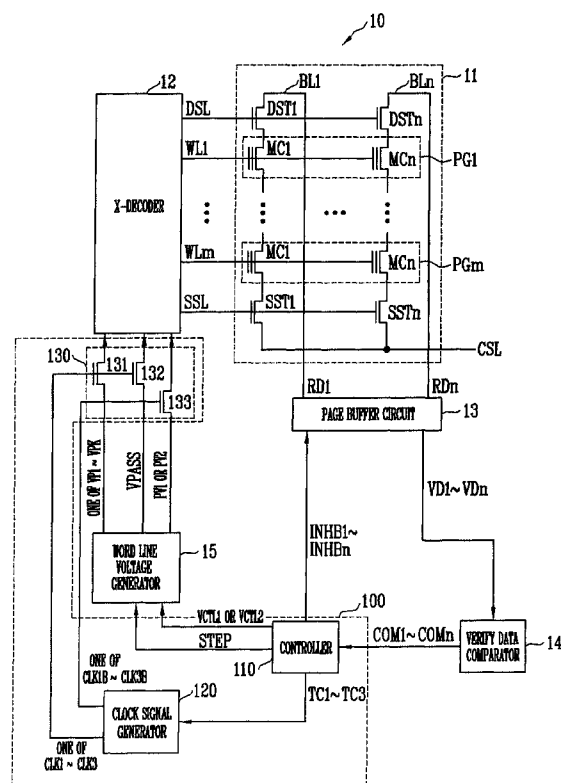 10
12
BL1
BLn
11
DSL
DST1
DSTn
WL1
MC1
MCn
PG1
X-DECODER
WLm
MC1
MCn
PGm
SSL
SST1
SSTn
CSL
130
131
132
133
RD1
RDn
PAGE BUFFER CIRCUIT
13
ONE OF VP1 ~ VPK
VPASS
PV1 OR PV2
VD1~VDn
INHB1~
INHBn
WORD LINE
VOLTAGE
GENERATOR
15
VCTL1 OR VCTL2
100
STEP
CONTROLLER
110
COM1~COMn
VERIFY DATA
COMPARATOR
14
ONE OF
CLK1B ~ CLK3B
120
TC1~TC3
CLOCK SIGNAL
GENERATOR
ONE OF
CLK1 ~ CLK3